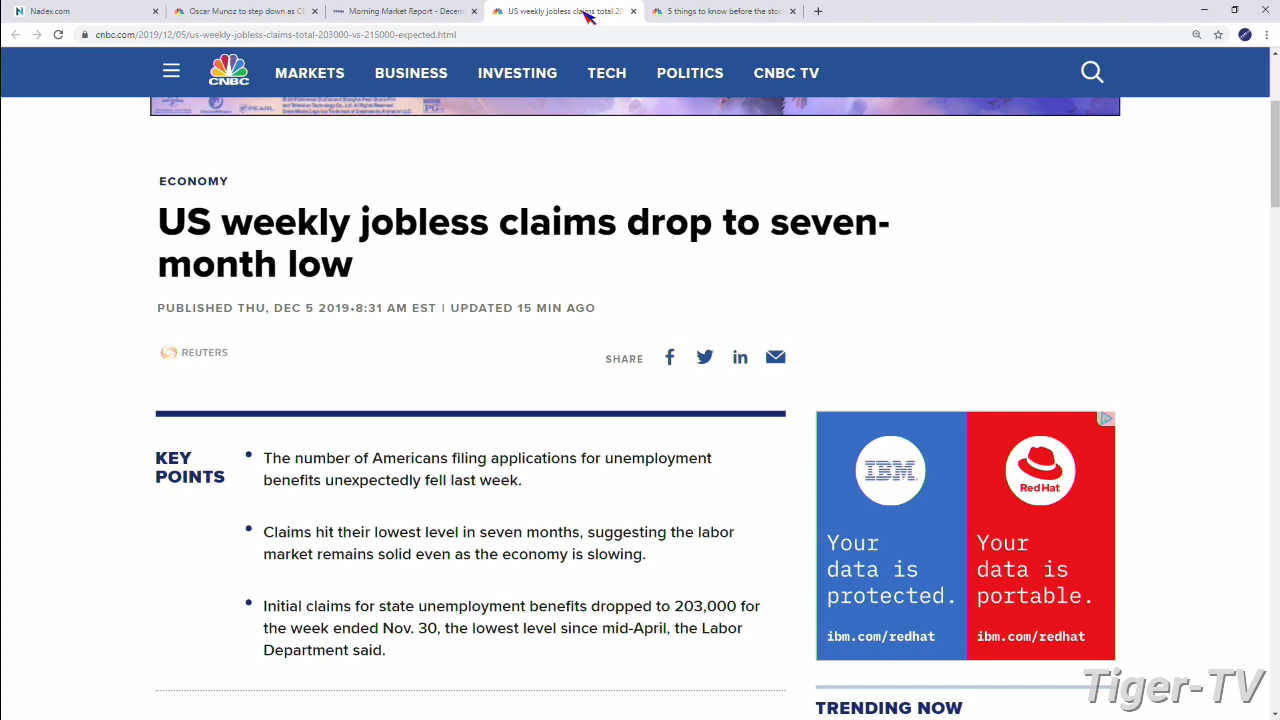 Nadex.com
Oscar Munoz to step down as CE
Morning Market Report - Decem
US weekly jobless claims total 20
5 things to know before the stoc
cnbc.com/2019/12/05/us-weekly-jobless-claims-total-203000-vs-215000-expected.html
CNBC
MARKETS BUSINESS INVESTING TECH POLITICS CNBC TV
PEARL
PG
ECONOMY
US weekly jobless claims drop to seven-
month low
PUBLISHED THU, DEC 5 2019•8:31 AM EST | UPDATED 15 MIN AGO
REUTERS
SHARE
KEY
POINTS
• The number of Americans filing applications for unemployment
benefits unexpectedly fell last week.
• Claims hit their lowest level in seven months, suggesting the labor
market remains solid even as the economy is slowing.
• Initial claims for state unemployment benefits dropped to 203,000 for
the week ended Nov. 30, the lowest level since mid-April, the Labor
Department said.
IBM
Your
data is
protected.
ibm.com/redhat
Red Hat
Your
data is
portable.
ibm.com/redhat
TRENDING NOW
Tiger-TV